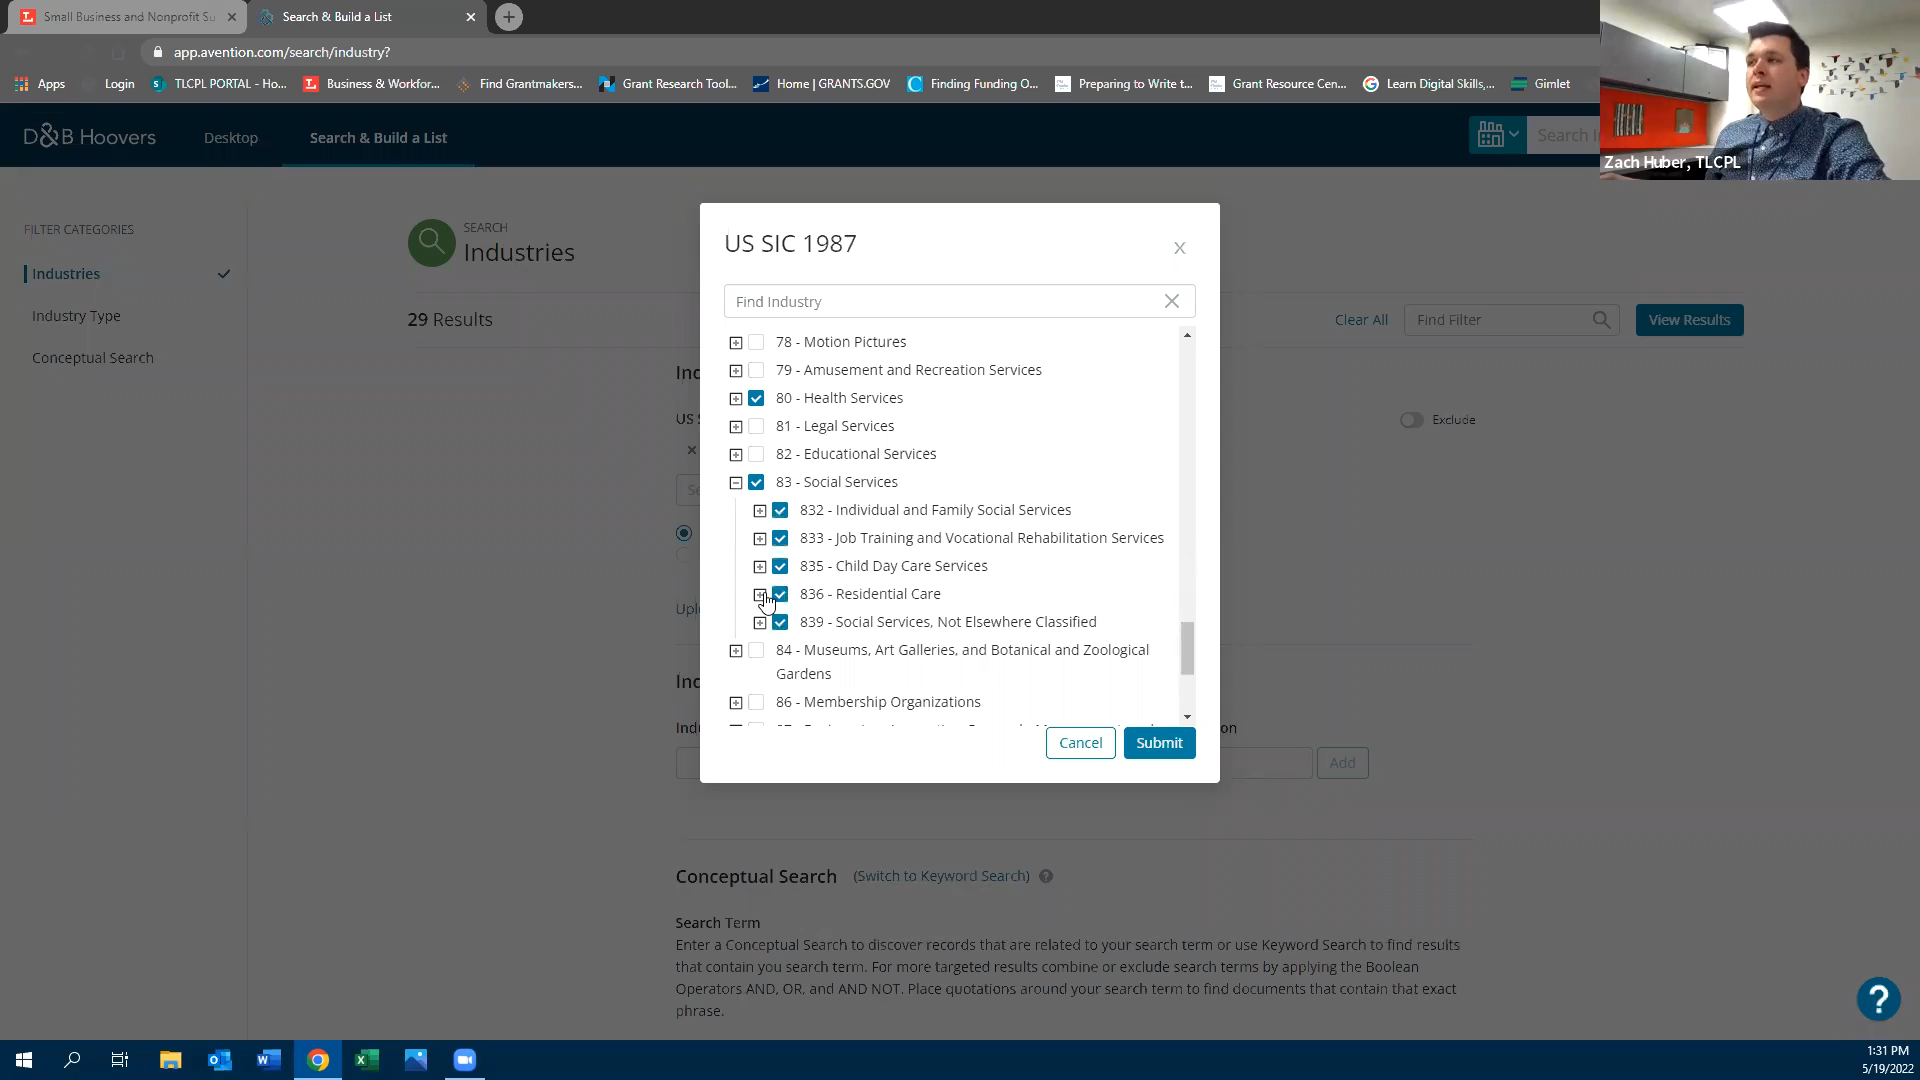 Small Business and Nonprofit Su
Search & Build a List
app.avention.com/search/industry?
Apps
Login
TLCPL PORTAL - Ho...
Business & Workfor...
Find Grantmakers...
Grant Research Tool...
Home | GRANTS.GOV
Finding Funding O...
Preparing to Write t...
Grant Resource Cen...
Learn Digital Skills,...
Gimlet
D&B Hoovers
Desktop
Search & Build a List
Search
Zach Huber, TLCPL
FILTER CATEGORIES
Industries
Industry Type
Conceptual Search
SEARCH
Industries
29 Results
Clear All
Find Filter
View Results
Exclude
US SIC 1987
X
Find Industry
78 - Motion Pictures
79 - Amusement and Recreation Services
80 - Health Services
81 - Legal Services
82 - Educational Services
83 - Social Services
832 - Individual and Family Social Services
833 - Job Training and Vocational Rehabilitation Services
835 - Child Day Care Services
836 - Residential Care
839 - Social Services, Not Elsewhere Classified
84 - Museums, Art Galleries, and Botanical and Zoological
Gardens
86 - Membership Organizations
Cancel
Submit
Add
Conceptual Search (Switch to Keyword Search) ?
Search Term
Enter a Conceptual Search to discover records that are related to your search term or use Keyword Search to find results
that contain you search term. For more targeted results combine or exclude search terms by applying the Boolean
Operators AND, OR, and AND NOT. Place quotations around your search term to find documents that contain that exact
phrase.
?
1:31 PM
5/19/2022